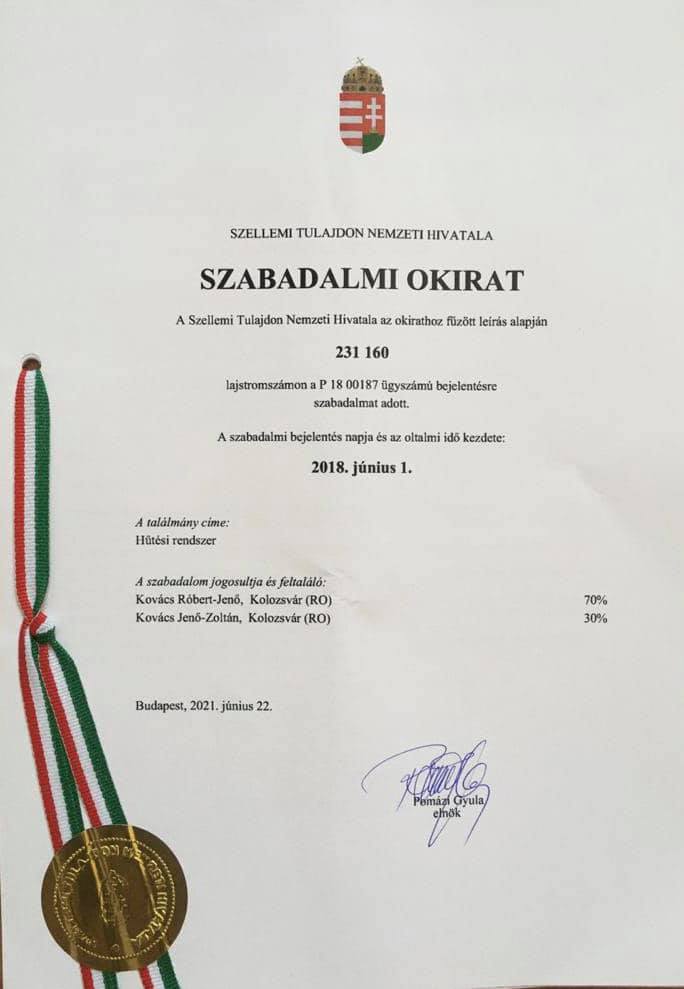 SZELLEMI TULAJDON NEMZETI HIVATALA
SZABADALMI OKIRAT
A Szellemi Tulajdon Nemzeti Hivatala az okirathoz fűzött leírás alapján
231 160
lajstromszámon a P 18 00187 ügyszámú bejelentésre
szabadalmat adott.
A szabadalmi bejelentés napja és az oltalmi idő kezdete:
2018. június 1.
A találmány címe:
Hűtési rendszer
A szabadalom jogosultja és feltaláló:
Kovács Róbert-Jenő, Kolozsvár (RO) 70%
Kovács Jenő-Zoltán, Kolozsvár (RO) 30%
Budapest, 2021. június 22.
Pomázi Gyula
elnök
NEMZETI HIVATALA